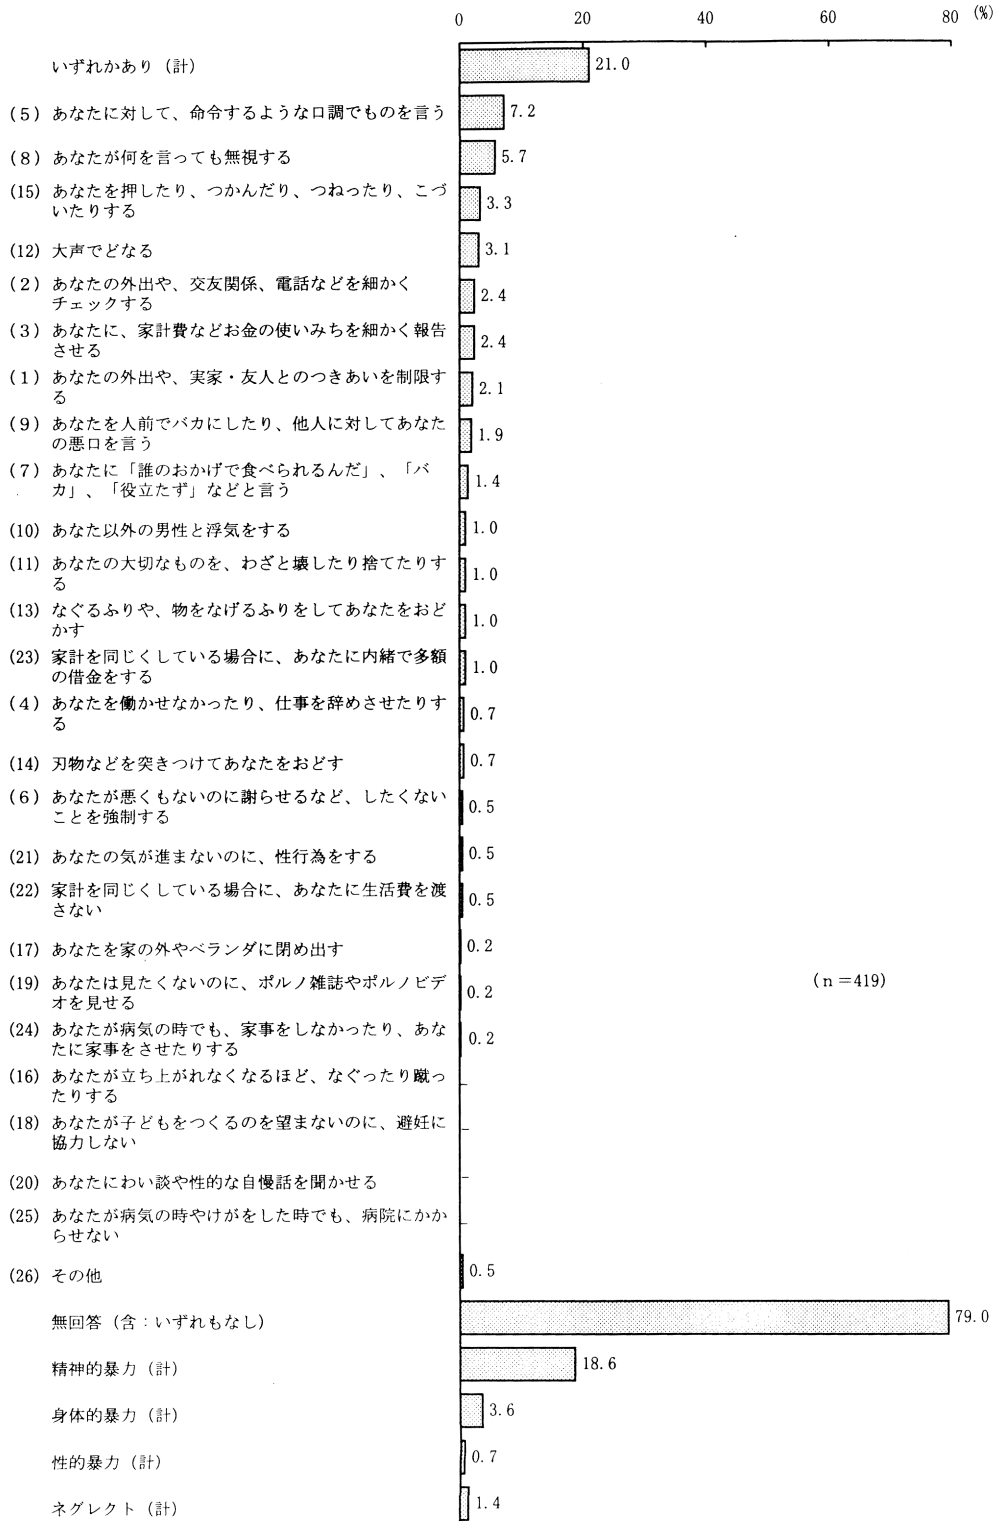 0 20 40 60 80 (%)
いずれかあり（計） 21.0
(5) あなたに対して、命令するような口調でものを言う 7.2
(8) あなたが何を言っても無視する 5.7
(15) あなたを押したり、つかんだり、つねったり、こづ
いたりする 3.3
(12) 大声でどなる 3.1
(2) あなたの外出や、交友関係、電話などを細かく
チェックする 2.4
(3) あなたに、家計費などお金の使いみちを細かく報告
させる 2.4
(1) あなたの外出や、実家・友人とのつきあいを制限す
る 2.1
(9) あなたを人前でバカにしたり、他人に対してあなた
の悪口を言う 1.9
(7) あなたに「誰のおかげで食べられるんだ」、「バ
カ」、「役立たず」などと言う 1.4
(10) あなた以外の男性と浮気をする 1.0
(11) あなたの大切なものを、わざと壊したり捨てたりす
る 1.0
(13) なぐるふりや、物をなげるふりをしてあなたをおど
かす 1.0
(23) 家計を同じくしている場合に、あなたに内緒で多額
の借金をする 1.0
(4) あなたを働かせなかったり、仕事を辞めさせたりす
る 0.7
(14) 刃物などを突きつけてあなたをおどす 0.7
(6) あなたが悪くもないのに謝らせるなど、したくない
ことを強制する 0.5
(21) あなたの気が進まないのに、性行為をする 0.5
(22) 家計を同じくしている場合に、あなたに生活費を渡
さない 0.5
(17) あなたを家の外やベランダに閉め出す 0.2
(19) あなたは見たくないのに、ポルノ雑誌やポルノビデ
オを見せる 0.2
(n=419)
(24) あなたが病気の時でも、家事をしなかったり、あな
たに家事をさせたりする 0.2
(16) あなたが立ち上がれなくなるほど、なぐったり蹴っ
たりする
(18) あなたが子どもをつくるのを望まないのに、避妊に
協力しない
(20) あなたにわい談や性的な自慢話を聞かせる
(25) あなたが病気の時やけがをした時でも、病院にかか
らせない
(26) その他 0.5
無回答（含：いずれもなし） 79.0
精神的暴力（計） 18.6
身体的暴力（計） 3.6
性的暴力（計） 0.7
ネグレクト（計） 1.4